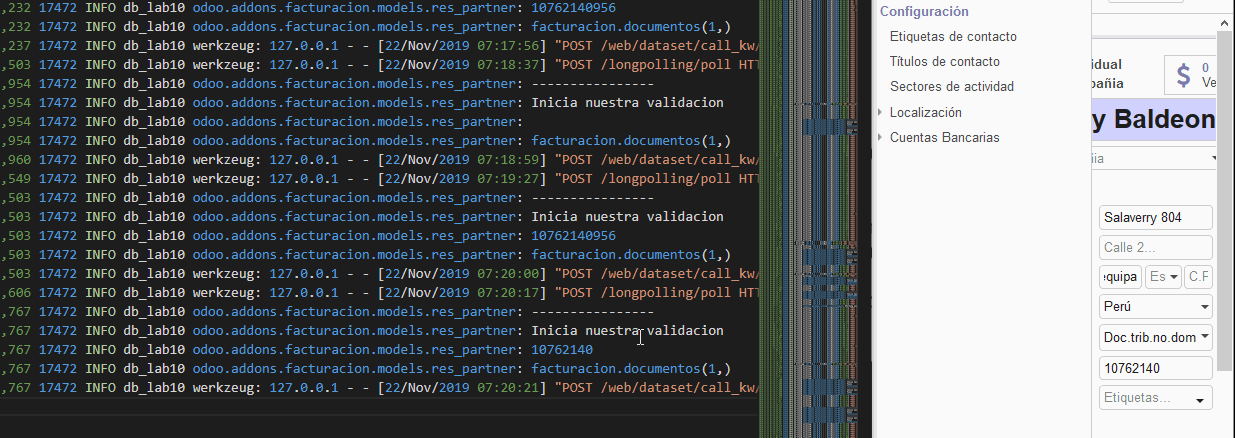 ,232 17472 INFO db_lab10 odoo.addons.facturacion.models.res_partner: 10762140956
,232 17472 INFO db_lab10 odoo.addons.facturacion.models.res_partner: facturacion.documentos(1,)
,237 17472 INFO db_lab10 werkzeug: 127.0.0.1 - - [22/Nov/2019 07:17:56] "POST /web/dataset/call_kw/
,503 17472 INFO db_lab10 werkzeug: 127.0.0.1 - - [22/Nov/2019 07:18:37] "POST /longpolling/poll HTT
,954 17472 INFO db_lab10 odoo.addons.facturacion.models.res_partner: ----------------
,954 17472 INFO db_lab10 odoo.addons.facturacion.models.res_partner: Inicia nuestra validacion
,954 17472 INFO db_lab10 odoo.addons.facturacion.models.res_partner:
,954 17472 INFO db_lab10 odoo.addons.facturacion.models.res_partner: facturacion.documentos(1,)
,960 17472 INFO db_lab10 werkzeug: 127.0.0.1 - - [22/Nov/2019 07:18:59] "POST /web/dataset/call_kw/
,549 17472 INFO db_lab10 werkzeug: 127.0.0.1 - - [22/Nov/2019 07:19:27] "POST /longpolling/poll HTT
,503 17472 INFO db_lab10 odoo.addons.facturacion.models.res_partner: ----------------
,503 17472 INFO db_lab10 odoo.addons.facturacion.models.res_partner: Inicia nuestra validacion
,503 17472 INFO db_lab10 odoo.addons.facturacion.models.res_partner: 10762140956
,503 17472 INFO db_lab10 odoo.addons.facturacion.models.res_partner: facturacion.documentos(1,)
,503 17472 INFO db_lab10 werkzeug: 127.0.0.1 - - [22/Nov/2019 07:20:00] "POST /web/dataset/call_kw/
,606 17472 INFO db_lab10 werkzeug: 127.0.0.1 - - [22/Nov/2019 07:20:17] "POST /longpolling/poll HTT
,767 17472 INFO db_lab10 odoo.addons.facturacion.models.res_partner: ----------------
,767 17472 INFO db_lab10 odoo.addons.facturacion.models.res_partner: Inicia nuestra validacion
,767 17472 INFO db_lab10 odoo.addons.facturacion.models.res_partner: 10762140
,767 17472 INFO db_lab10 odoo.addons.facturacion.models.res_partner: facturacion.documentos(1,)
,767 17472 INFO db_lab10 werkzeug: 127.0.0.1 - - [22/Nov/2019 07:20:21] "POST /web/dataset/call_kw/
Configuración
Etiquetas de contacto
Títulos de contacto
Sectores de actividad
Localización
Cuentas Bancarias
vidual
pañia
$ 0
Ve
y Baldeon
Salaverry 804
Calle 2...
equipa Es C.F
Perú
Doc.trib.no.dom
10762140
Etiquetas...